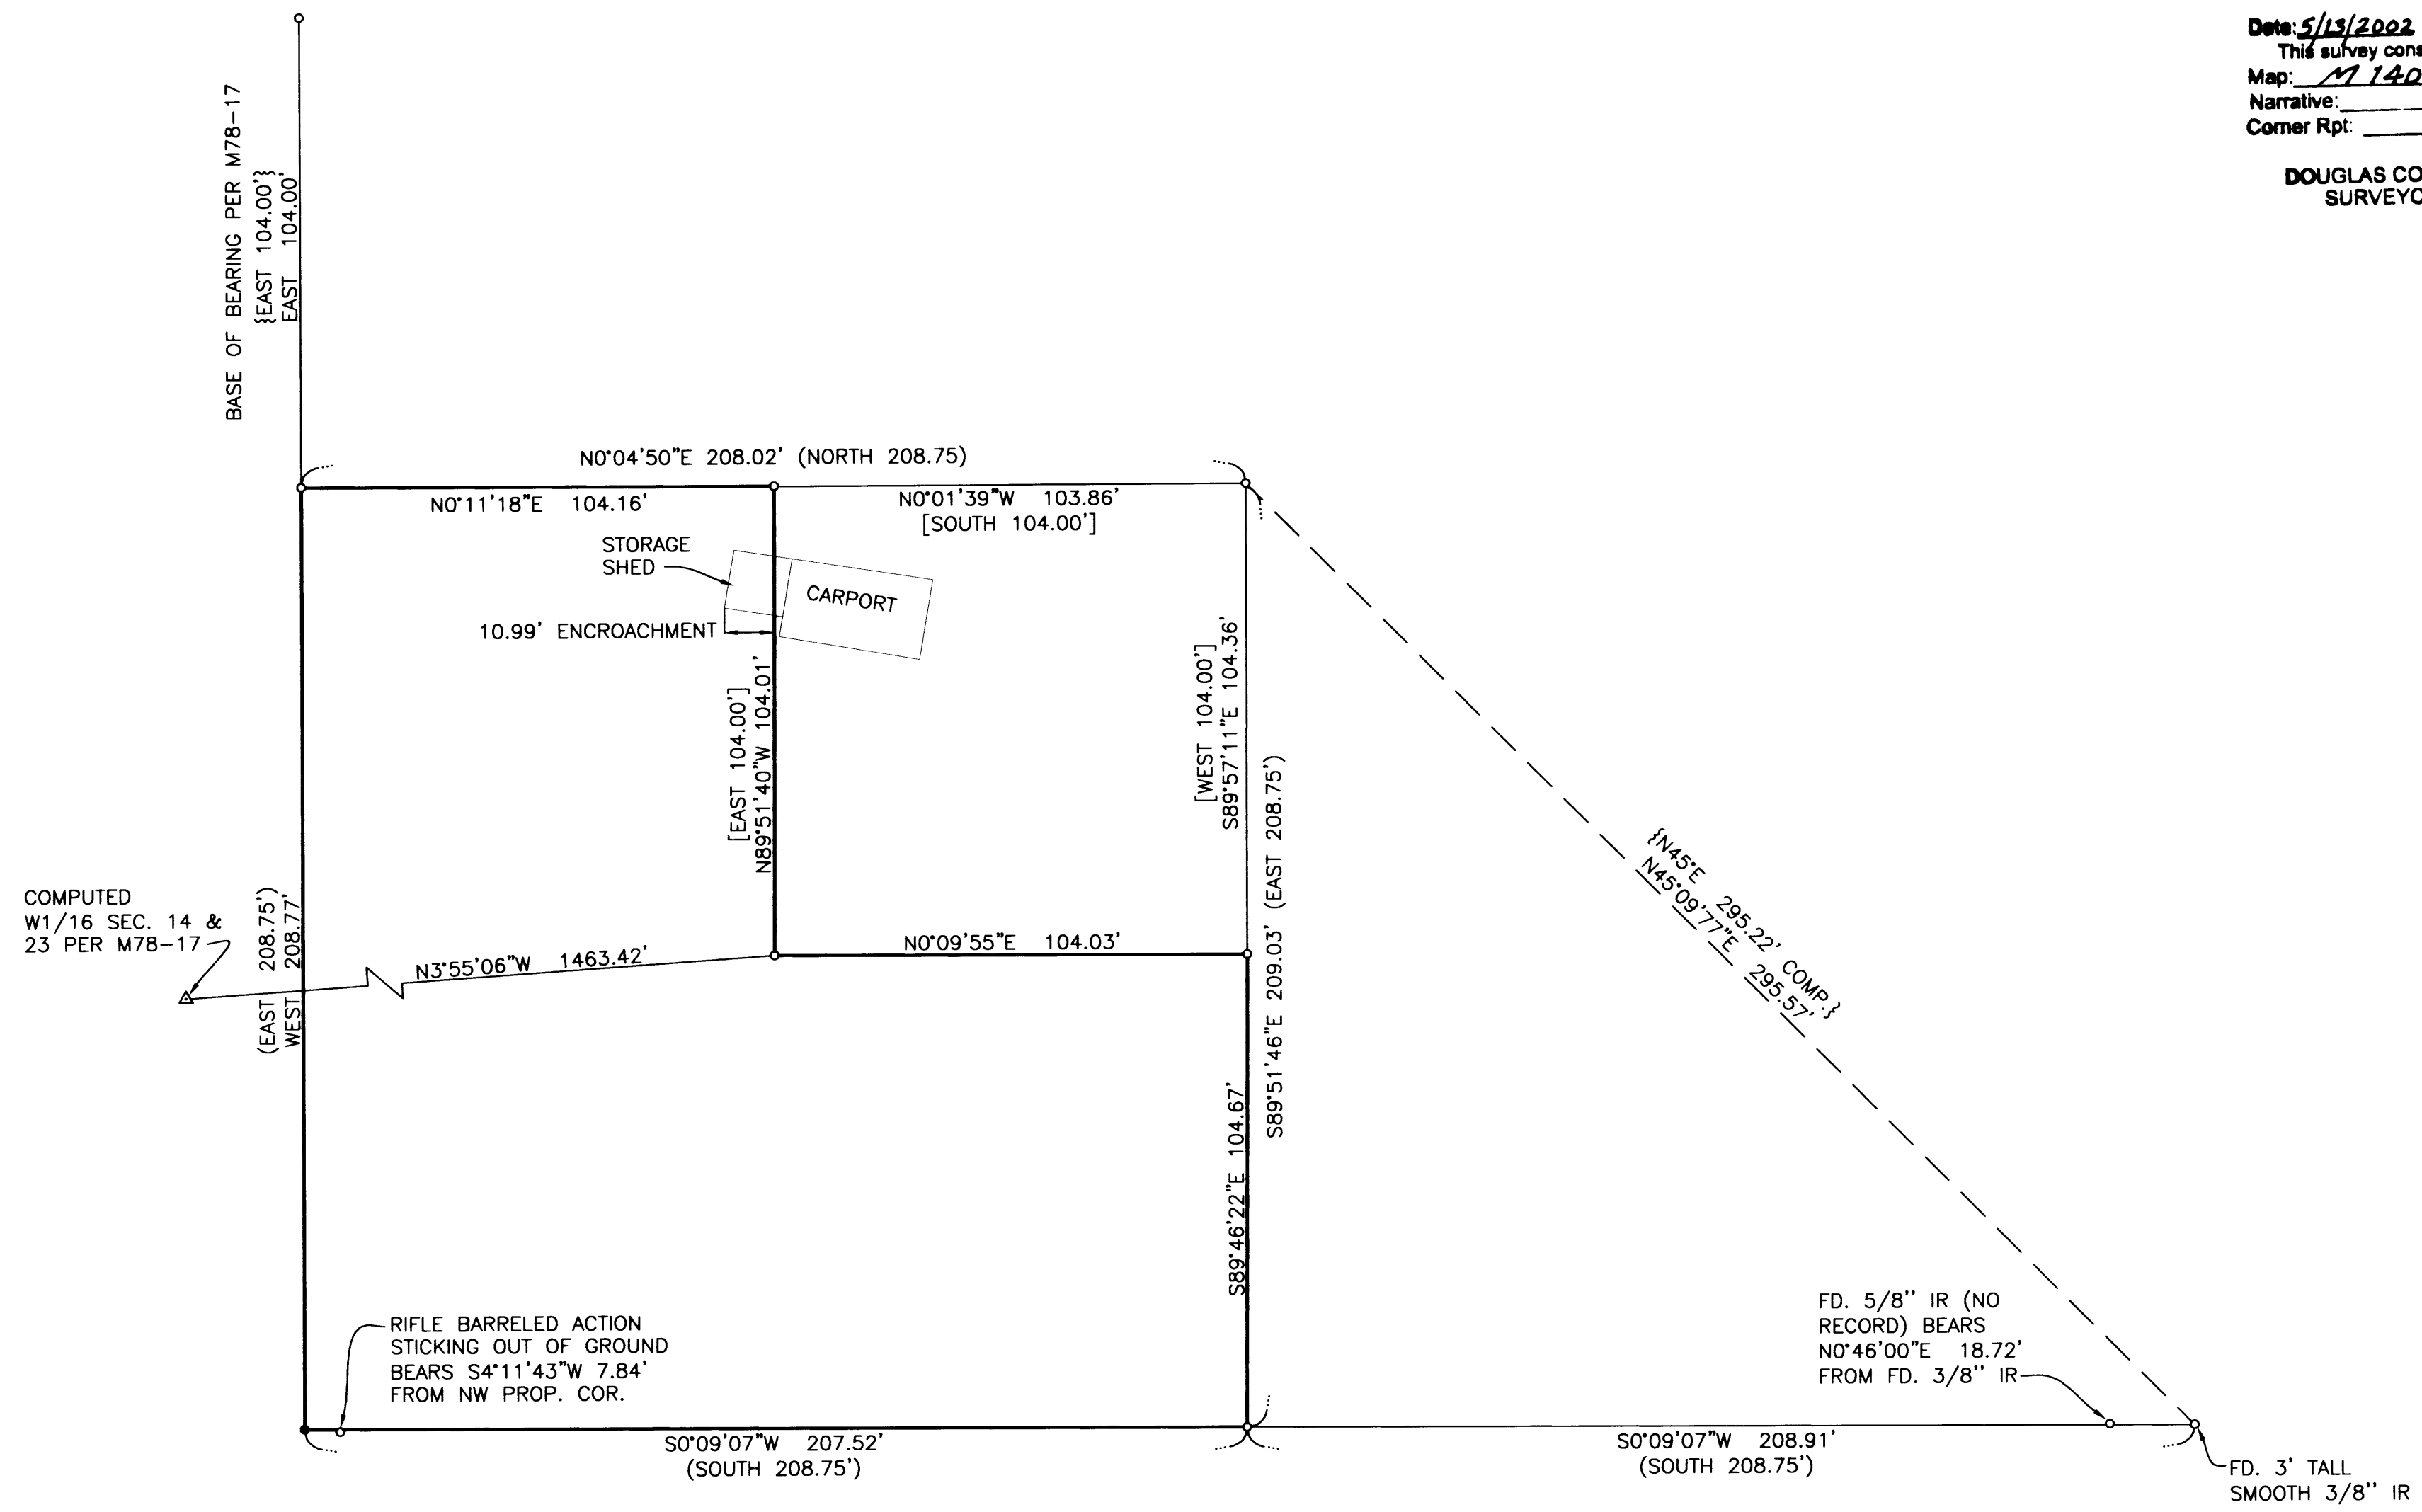 Date: 5/13/2002
This survey cons
Map: M 140
Narrative:
Corner Rpt:
DOUGLAS CO
SURVEYO
BASE OF BEARING PER M78-17
{EAST 104.00'}
EAST 104.00'
N0°04'50"E 208.02' (NORTH 208.75)
N0°11'18"E 104.16'
N0°01'39"W 103.86'
[SOUTH 104.00']
STORAGE
SHED
CARPORT
10.99' ENCROACHMENT
[EAST 104.00']
N89°51'40"W 104.01'
[WEST 104.00']
S89°57'11"E 104.36'
S89°51'46"E 209.03' (EAST 208.75')
{N45°E 295.22' COMP.}
N45°09'77"E 295.57'
COMPUTED
W1/16 SEC. 14 &
23 PER M78-17
(EAST 208.75')
WEST 208.77'
N3°55'06"W 1463.42'
N0°09'55"E 104.03'
S89°46'22"E 104.67'
RIFLE BARRELED ACTION
STICKING OUT OF GROUND
BEARS S4°11'43"W 7.84'
FROM NW PROP. COR.
FD. 5/8'' IR (NO
RECORD) BEARS
N0°46'00"E 18.72'
FROM FD. 3/8'' IR
S0°09'07"W 207.52'
(SOUTH 208.75')
S0°09'07"W 208.91'
(SOUTH 208.75')
FD. 3' TALL
SMOOTH 3/8'' IR